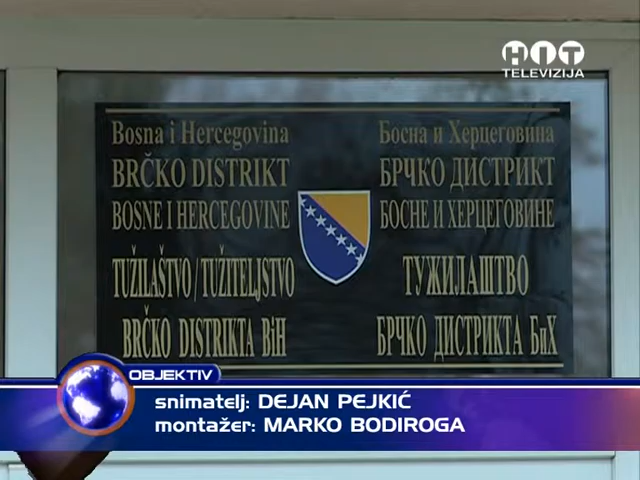 HIT
TELEVIZIJA
Bosna i Hercegovina
BRČKO DISTRIKT
BOSNE I HERCEGOVINE
TUŽILAŠTVO/TUŽITELJSTVO
BRČKO DISTRIKTA BiH
Босна и Херцеговина
БРЧКО ДИСТРИКТ
БОСНЕ И ХЕРЦЕГОВИНЕ
ТУЖИЛАШТВО
БРЧКО ДИСТРИКТА БиХ
OBJEKTIV
snimatelj: DEJAN PEJKIĆ
montažer: MARKO BODIROGA